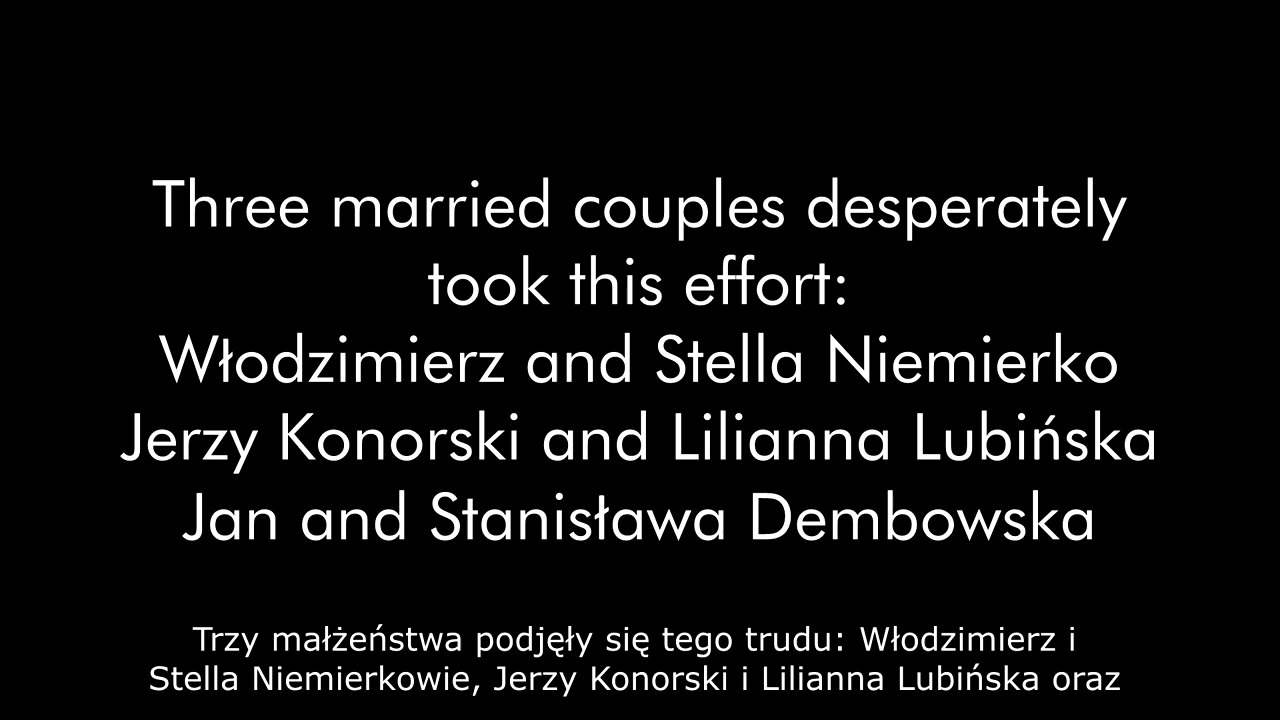 Three married couples desperately
took this effort:
Włodzimierz and Stella Niemierko
Jerzy Konorski and Lilianna Lubińska
Jan and Stanisława Dembowska
Trzy małżeństwa podjęły się tego trudu: Włodzimierz i
Stella Niemierkowie, Jerzy Konorski i Lilianna Lubińska oraz